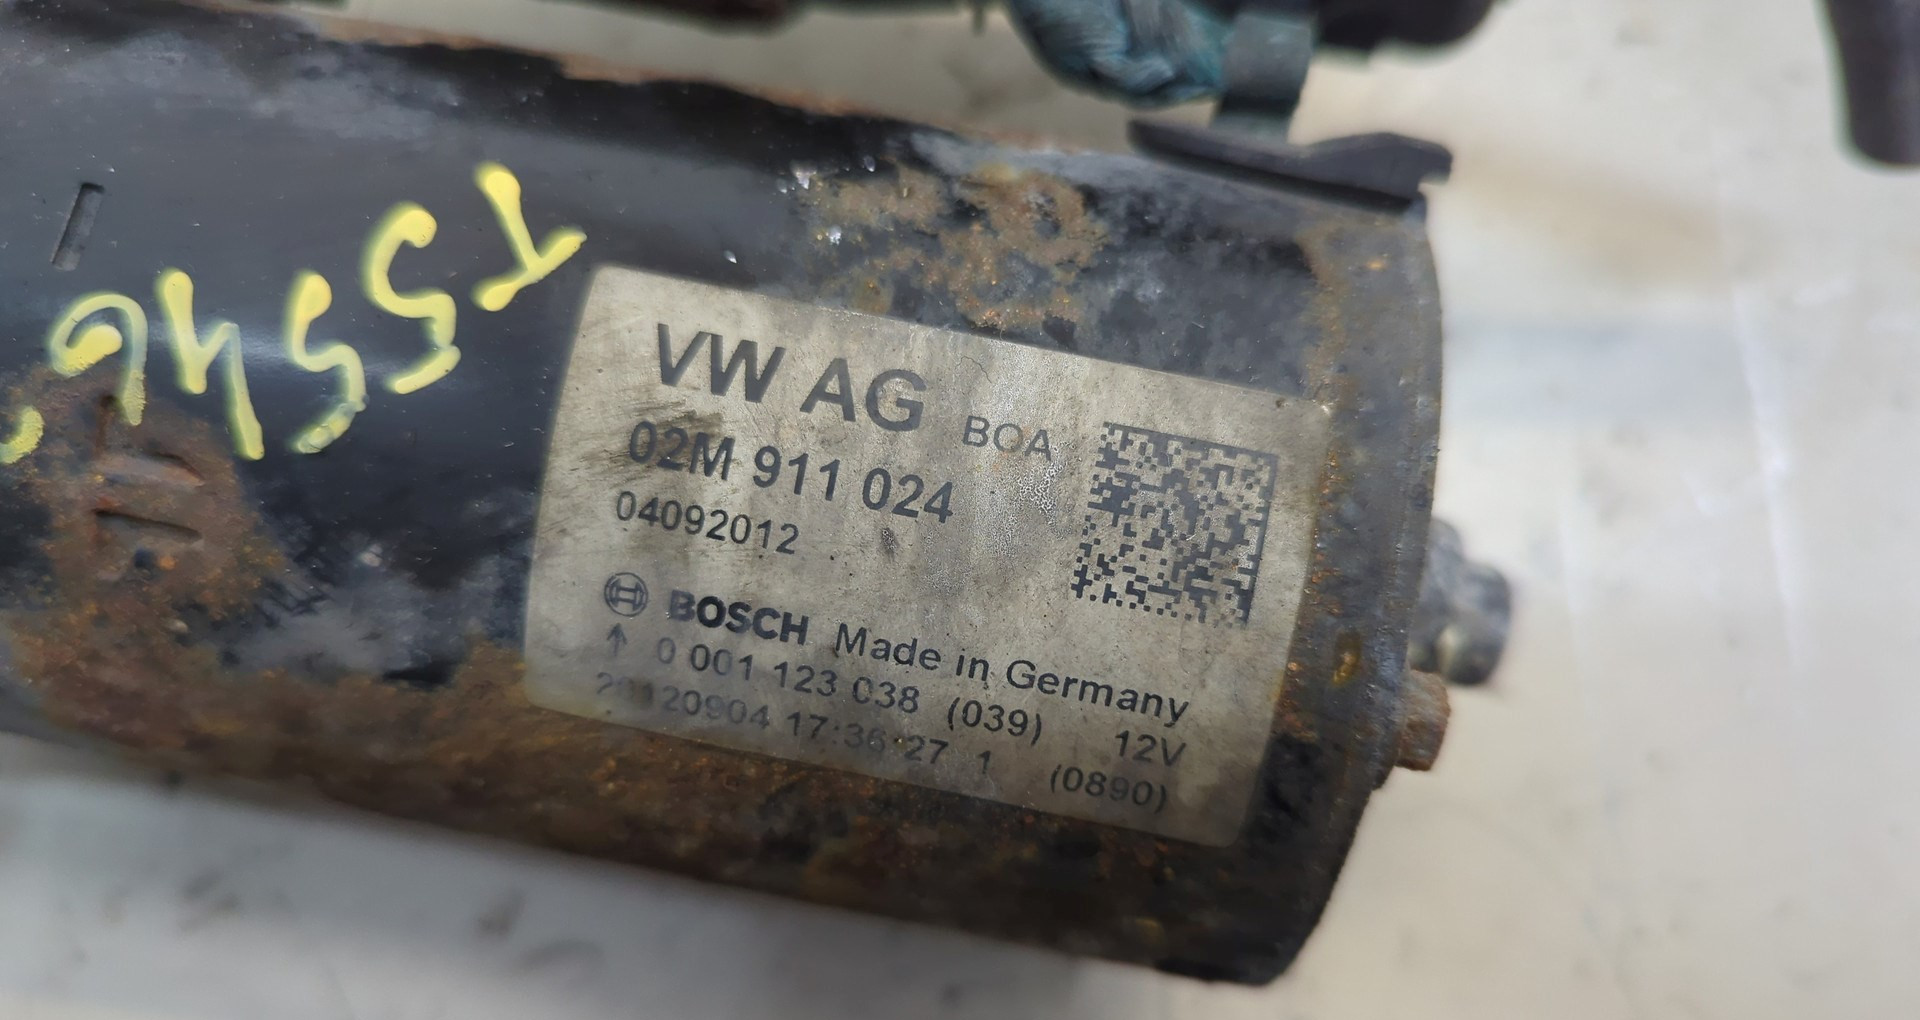 VW AG BOA
02M 911 024
04092012
BOSCH Made in Germany
↑ 0 001 123 038 (039) 12V
20120904 17:36:27 1 (0890)